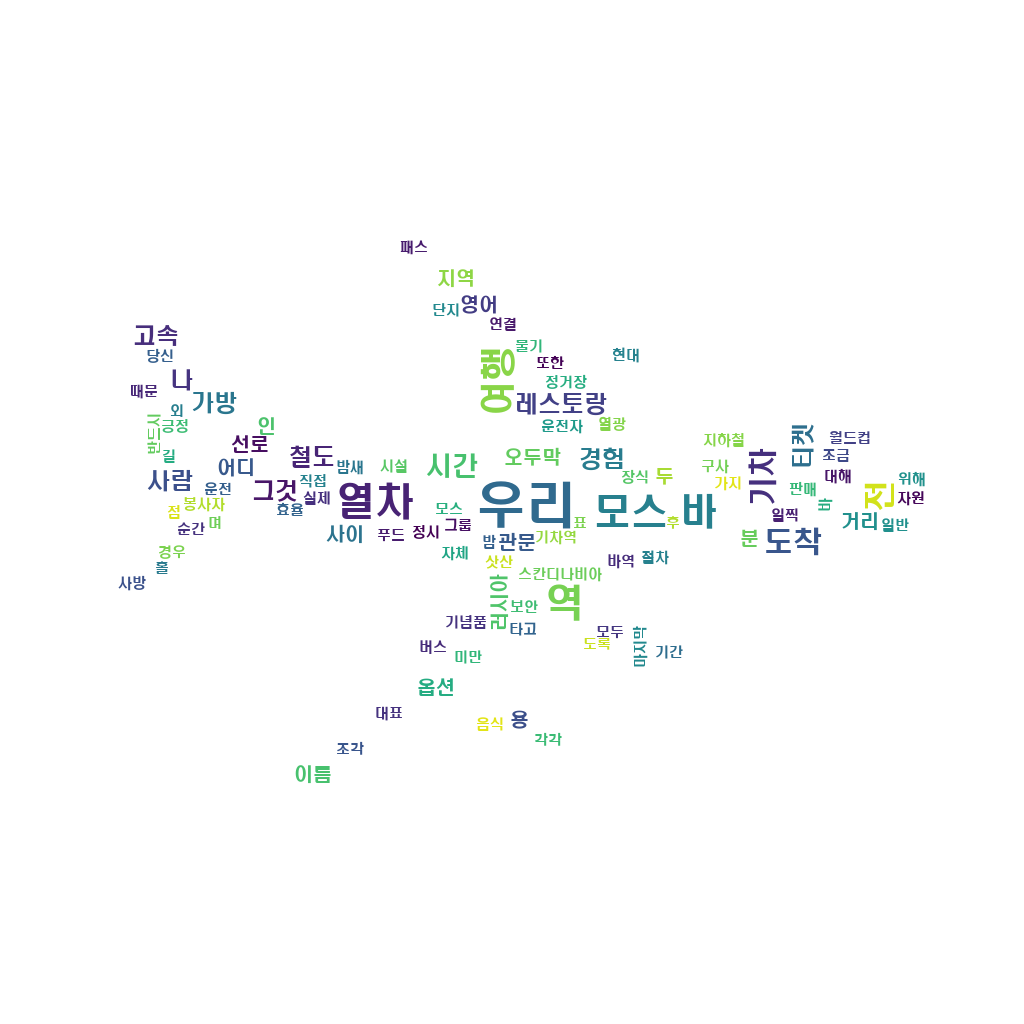 패스
지역
단지
영어
연결
고속
당신
물기
또한
현대
나
때문
가방
여행
정거장
레스토랑
외
긍정
반드시
인
운전자
열광
길
선로
어디
철도
밤새
시설
시간
오두막
경험
지하철
티켓
월드컵
조금
사람
운전
그것
직접
실제
효율
열차
모스
우리
장식
두
구사
가지
기차
판매
대해
바
전
위해
자원
봉사자
점
며
순간
사이
푸드
정시
그룹
표
모스
바
후
일찍
거리
일반
경우
홀
사방
자체
밤
관문
기차역
바역
절차
분
도착
삿산
스칸디나비아
러시아
보안
역
기념품
타고
모두
도록
마지막
기간
버스
미만
옵션
대표
음식
용
각각
조각
이름